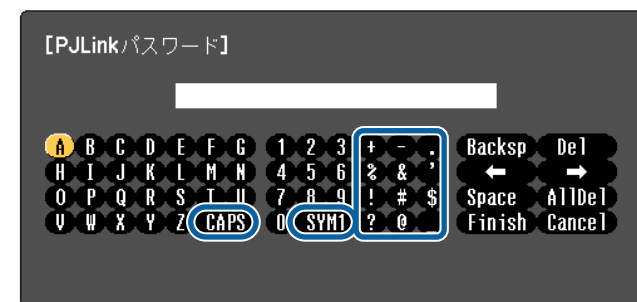 [PJLinkパスワード]
A B C D E F G 1 2 3 + - . Backsp Del
H I J K L M N 4 5 6 % & ' ← →
O P Q R S T U 7 8 9 ! # $ Space AllDel
V W X Y Z CAPS 0 SYM1 ? @ _ Finish Cancel